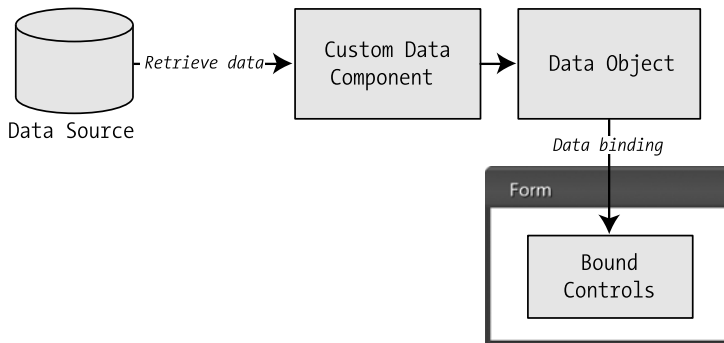 Retrieve data
Custom Data
Component
Data Object
Data Source
Data binding
Form
Bound
Controls